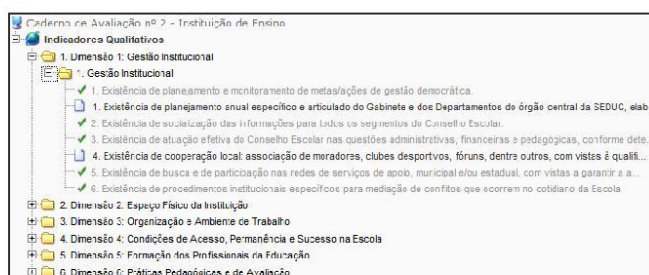 Caderno de Avaliação nº 2 - Instituição de Ensino
Indicadores Qualitativos
1. Dimensão 1: Gestão Institucional
1. Gestão Institucional
1. Existência de planejamento e monitoramento de metas/ações de gestão democrática.
1. Existência de planejamento anual específico e articulado do Gabinete e dos Departamentos do órgão central da SEDUC, elab
2. Existência de socialização das informações para todos os segmentos do Conselho Escolar.
3. Existência de atuação efetiva do Conselho Escolar nas questões administrativas, financeiras e pedagógicas, conforme dete...
4. Existência de cooperação local: associação de moradores, clubes desportvos, fóruns, dentre outros, com vistas à qualifi...
5. Existência de busca e de participação nas redes de serviços de apoio, municipal e/ou estadual, com vistas a garantir a a...
6. Existência de procedimentos institucionais específicos para mediação de conflitos que ocorrem no cotidiano da Escola
2. Dimensão 2: Espaço Físico da Instituição
3. Dimensão 3: Organização e Ambiente de Trabalho
4. Dimensão 4: Condições de Acesso, Permanência e Sucesso na Escola
5. Dimensão 5: Formação dos Profissionais da Educação
6. Dimensão 6: Práticas Pedagógicas e de Avaliação